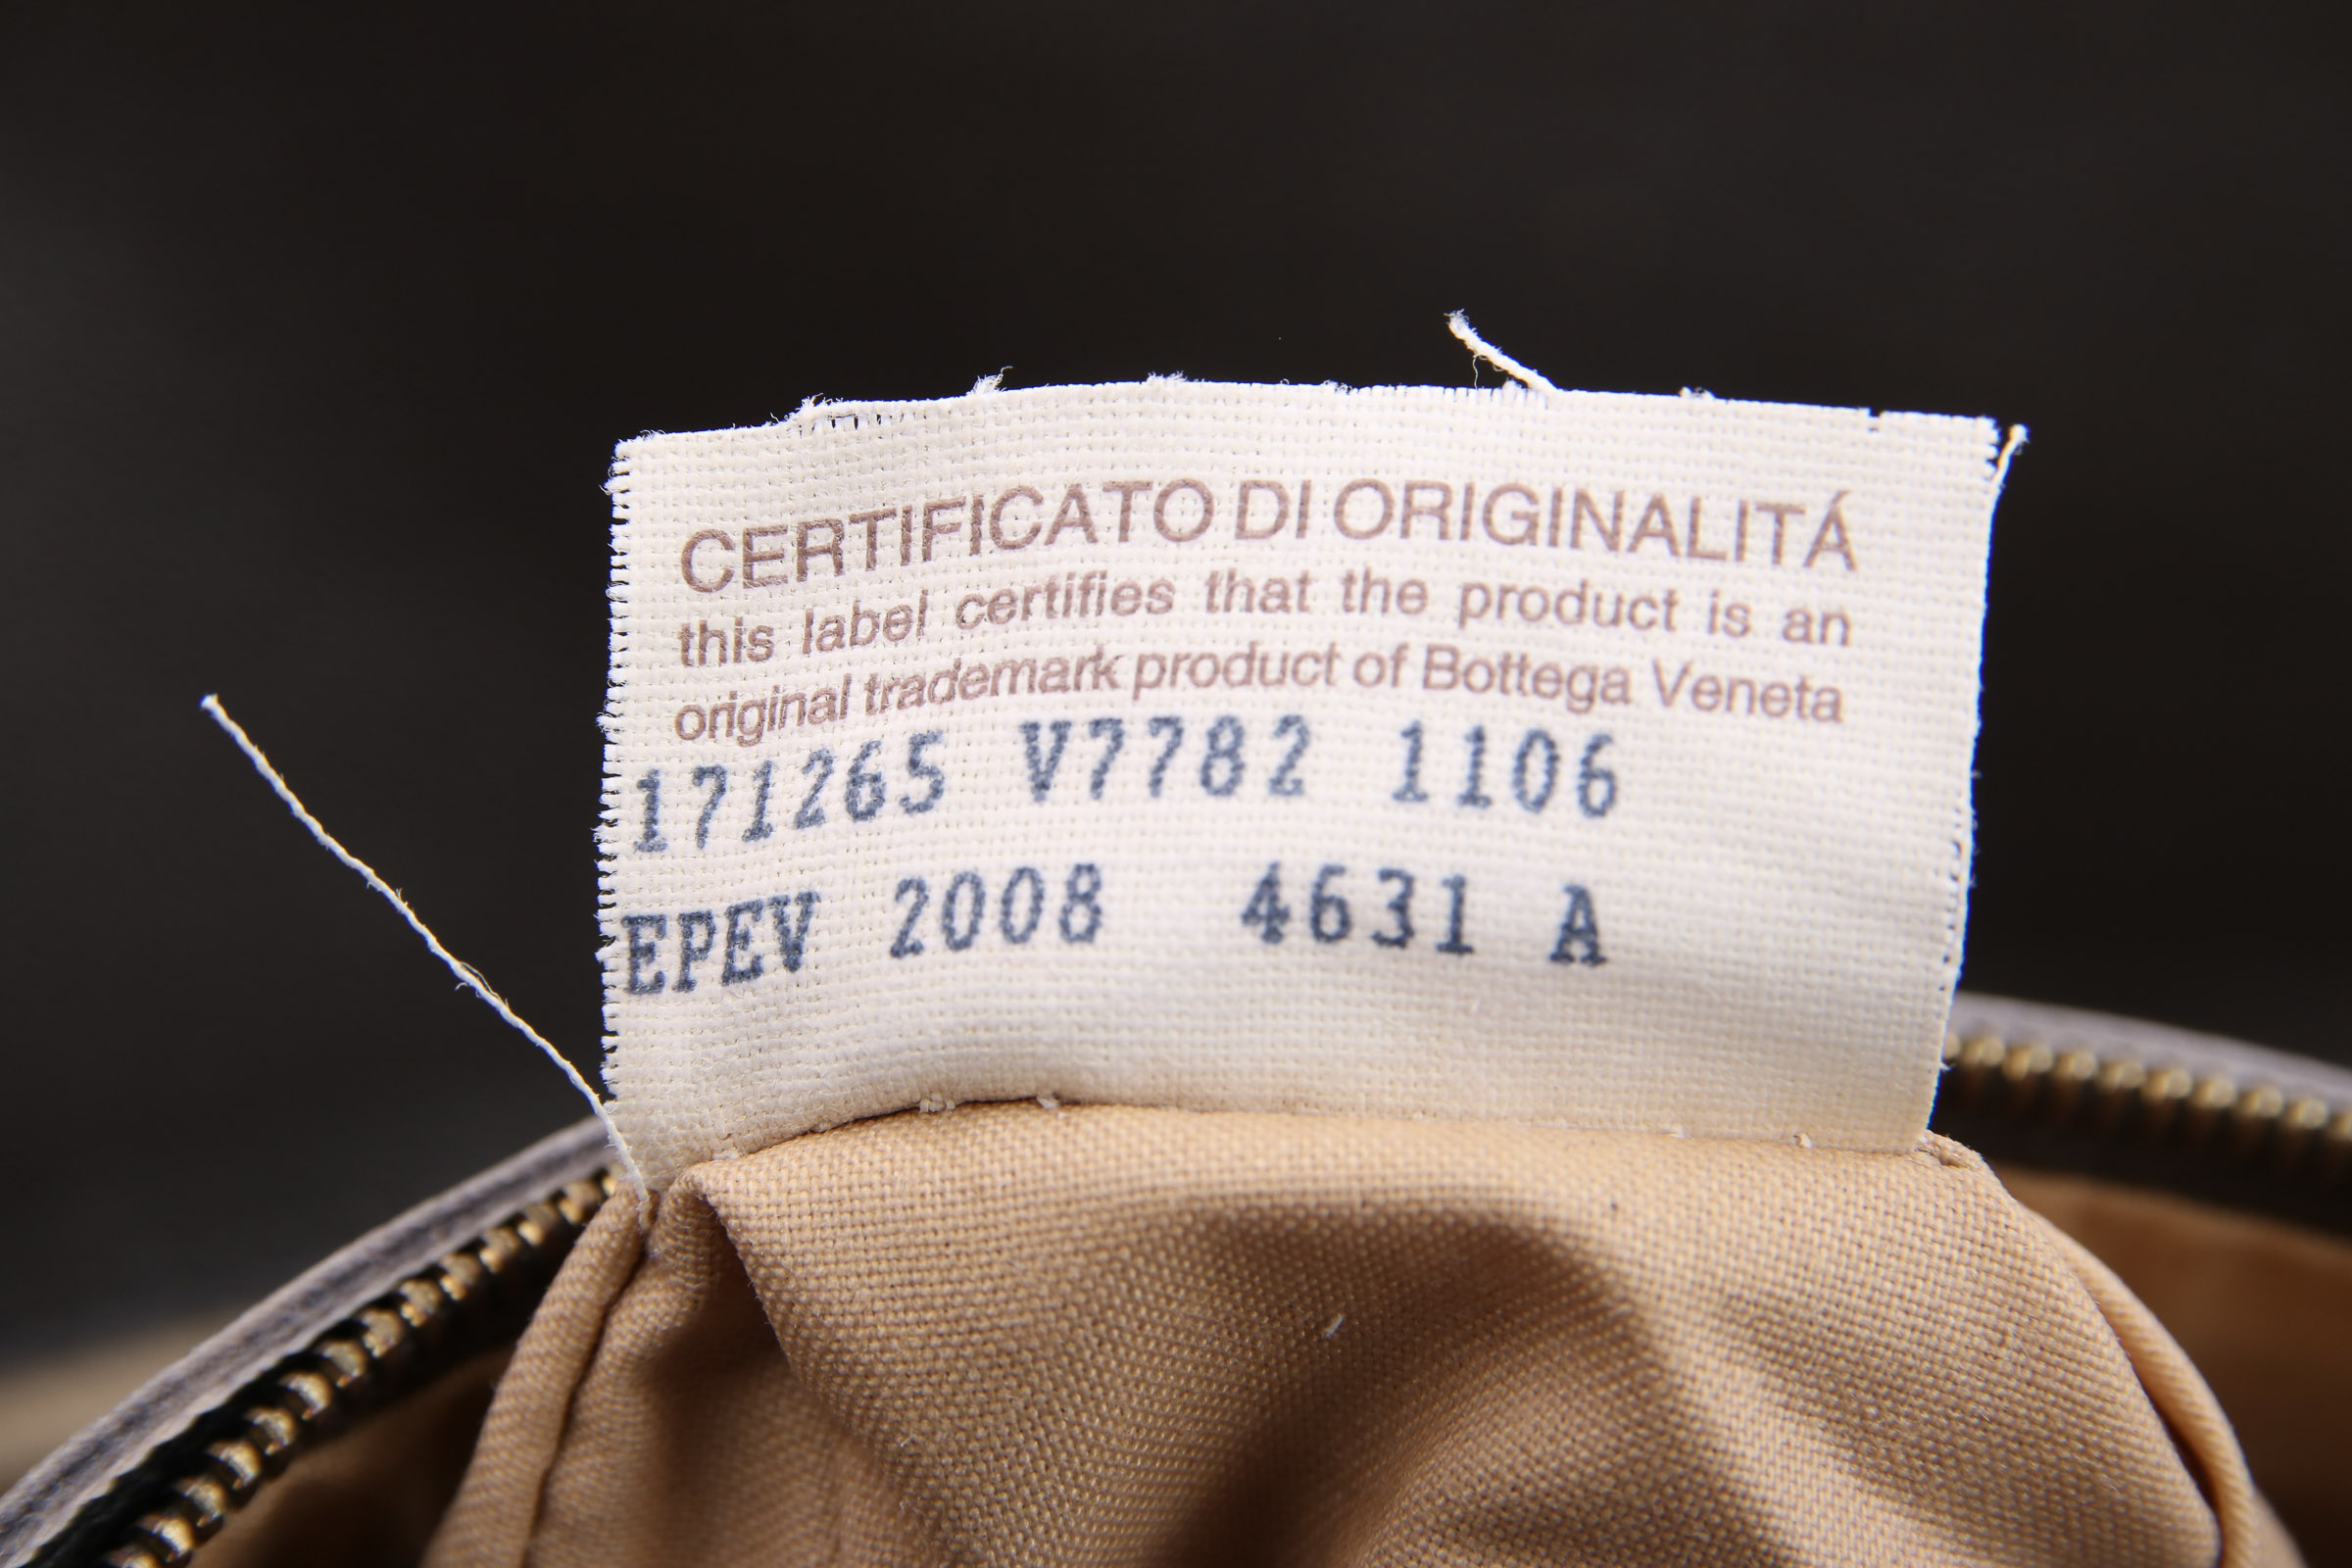 CERTIFICATO DI ORIGINALITÁ
this label certifies that the product is an
original trademark product of Bottega Veneta
171265 V7782 1106
EPEV 2008 4631 A